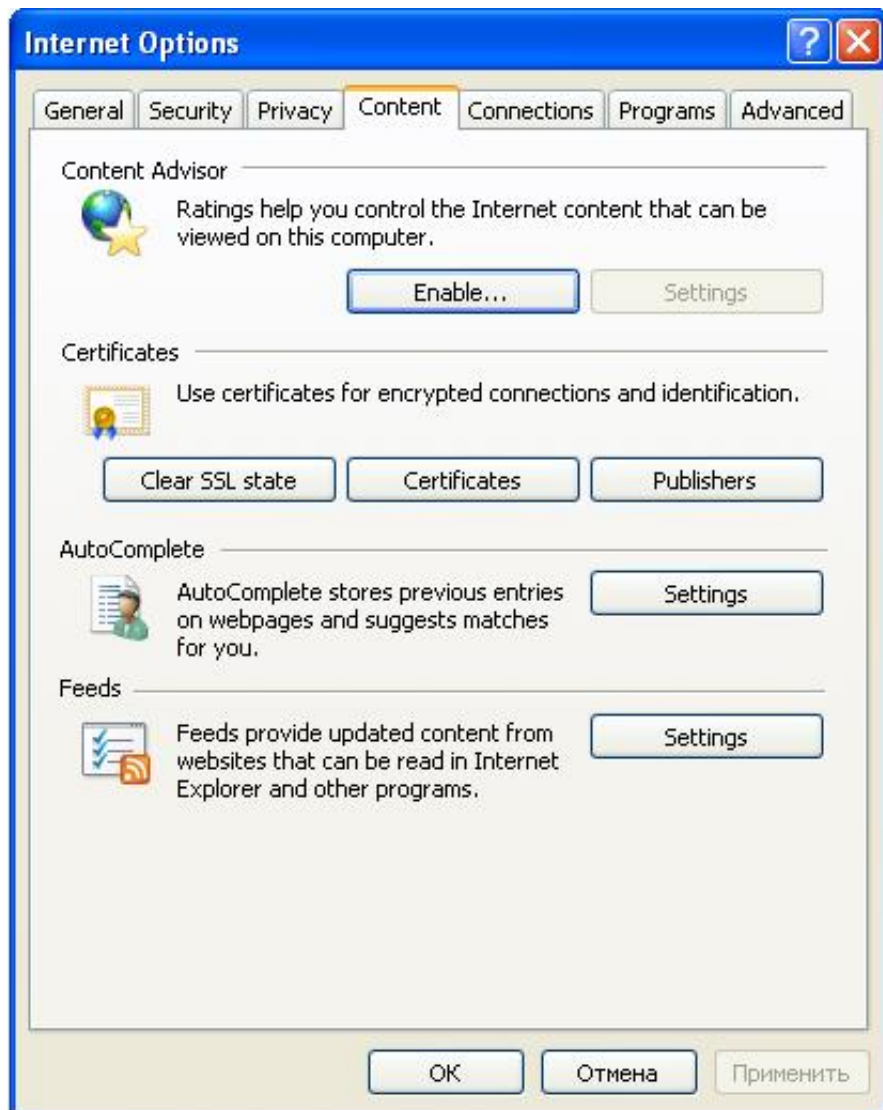 Internet Options
General Security Privacy Content Connections Programs Advanced
Content Advisor
Ratings help you control the Internet content that can be
viewed on this computer.
Enable... Settings
Certificates
Use certificates for encrypted connections and identification.
Clear SSL state Certificates Publishers
AutoComplete
AutoComplete stores previous entries
on webpages and suggests matches
for you.
Settings
Feeds
Feeds provide updated content from
websites that can be read in Internet
Explorer and other programs.
Settings
OK Отмена Применить